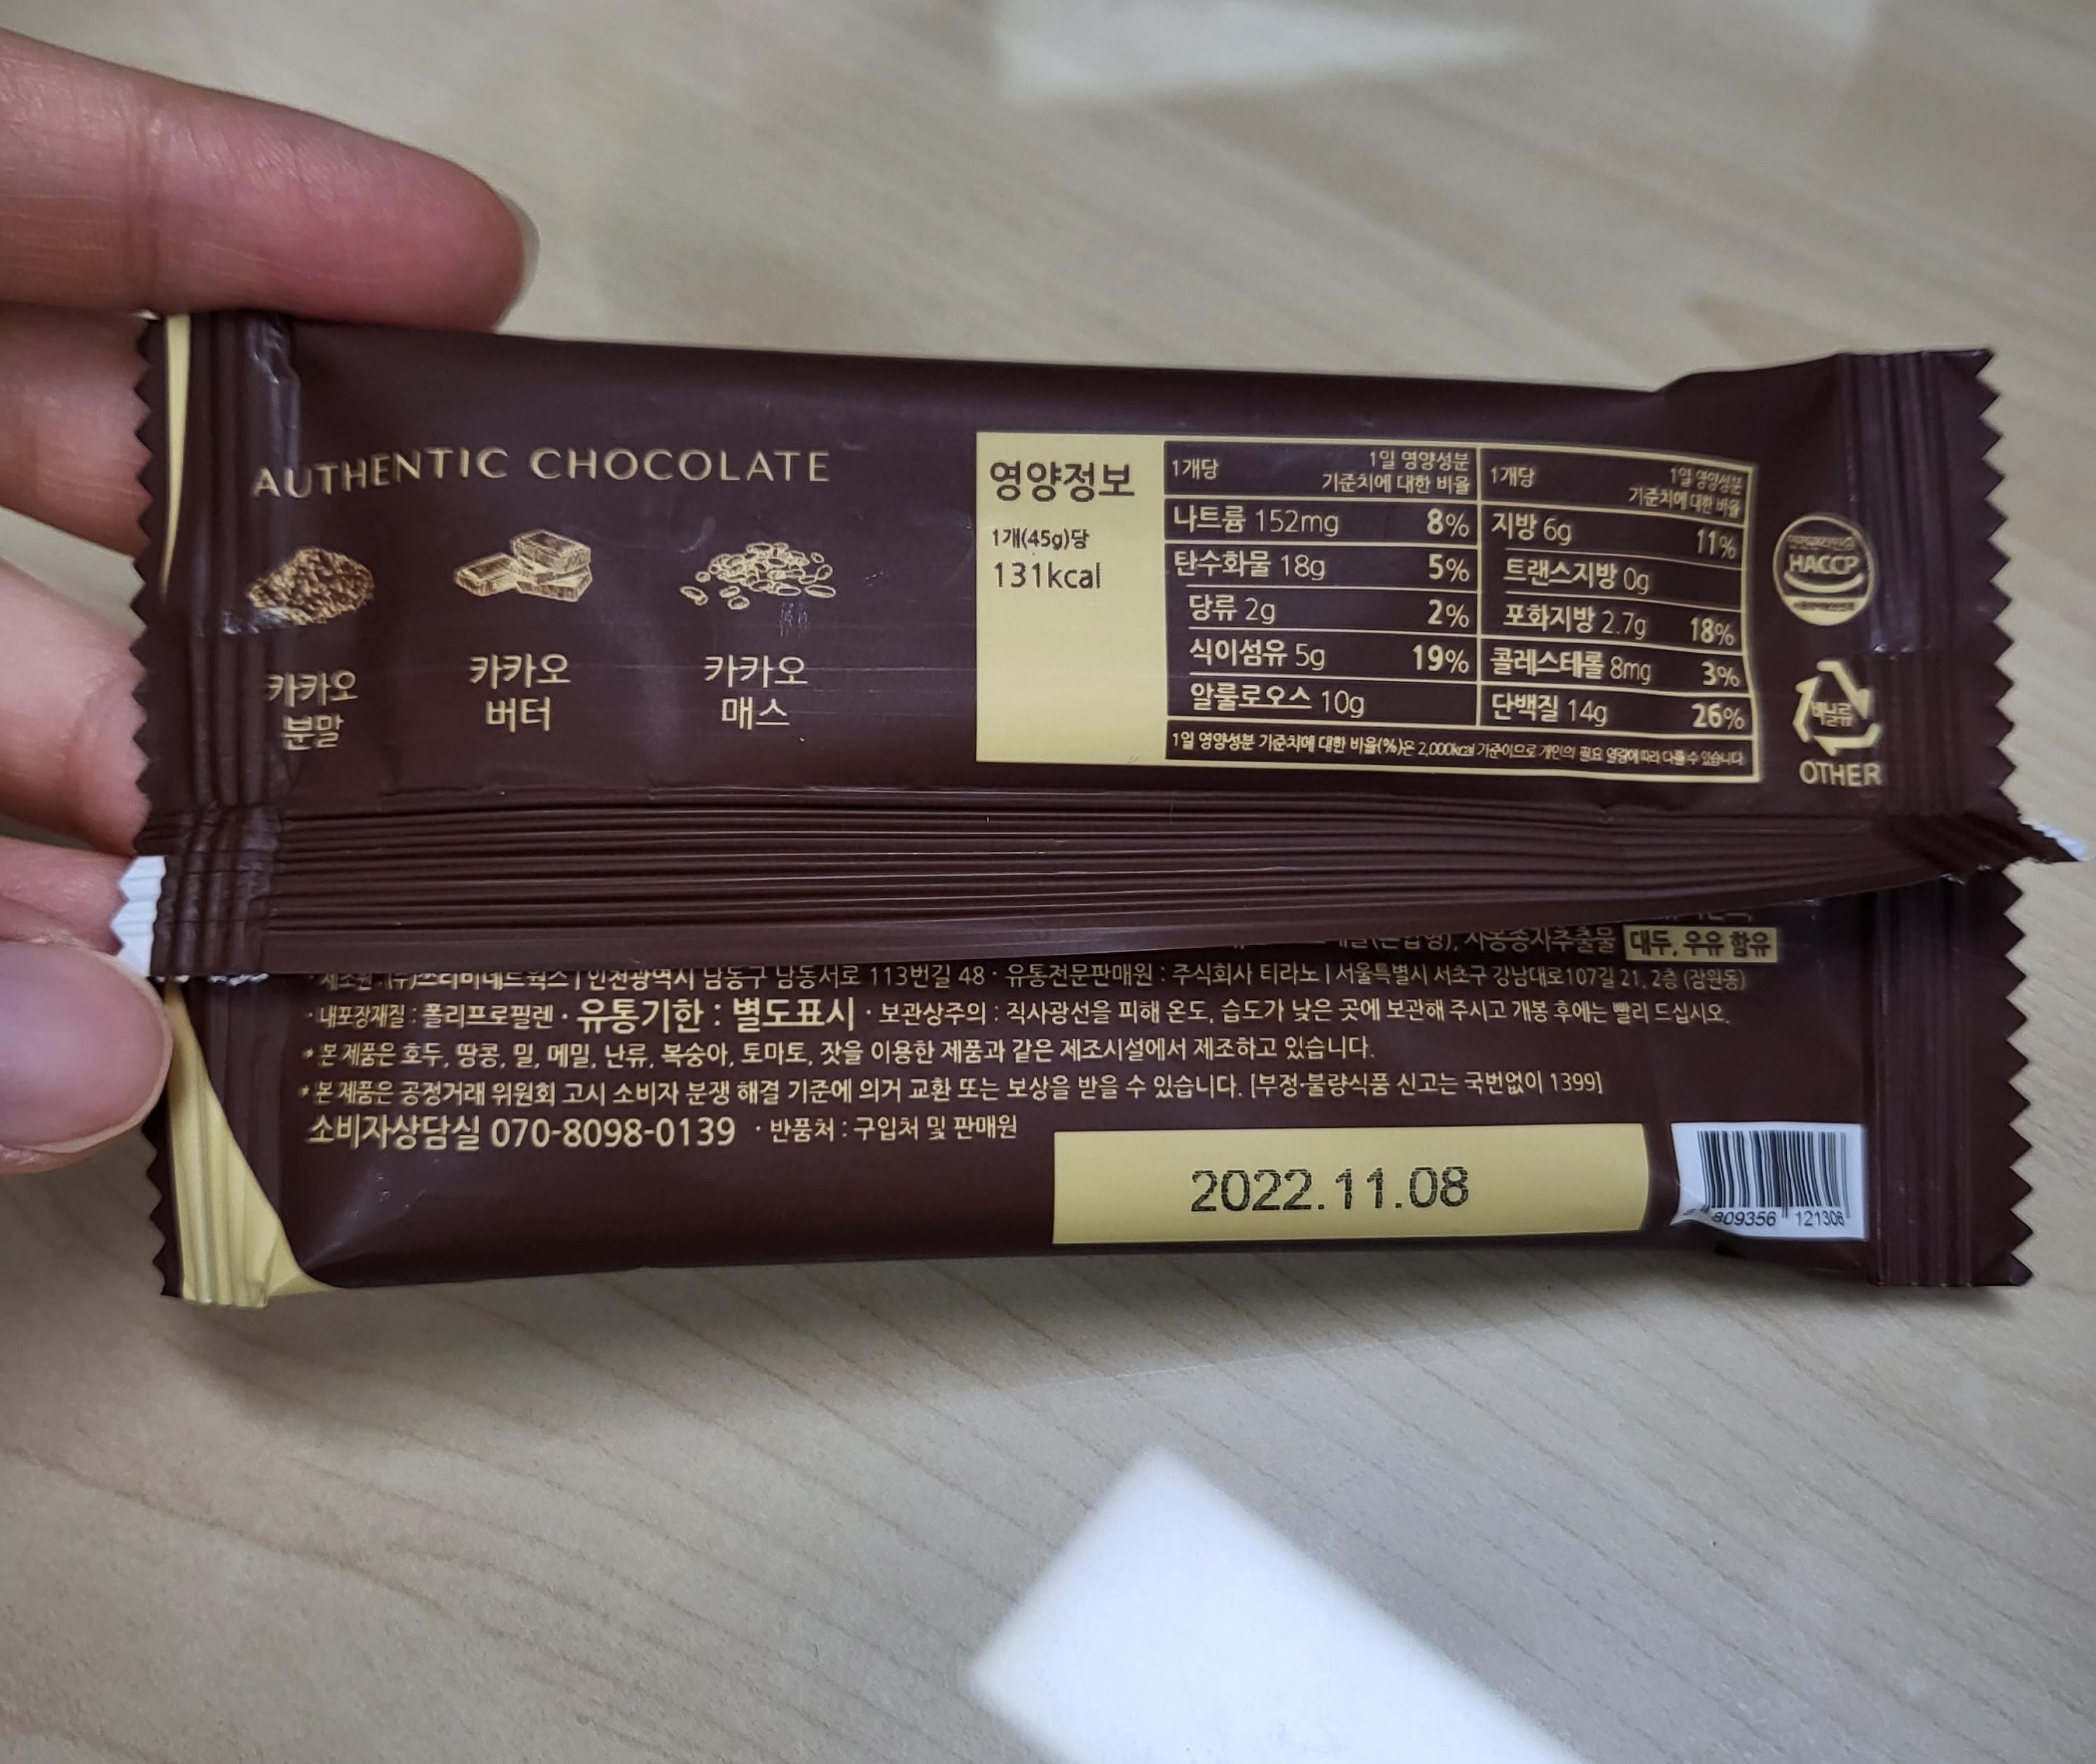 AUTHENTIC CHOCOLATE
카카오
분말
카카오
버터
카카오
매스
영양정보
1개(45g)당
131kcal
1개당 1일 영양성분
기준치에 대한 비율
나트륨 152mg 8%
탄수화물 18g 5%
당류 2g 2%
식이섬유 5g 19%
알룰로오스 10g
1개당 1일 영양성분
기준치에 대한 비율
지방 6g 11%
트랜스지방 0g
포화지방 2.7g 18%
콜레스테롤 8mg 3%
단백질 14g 26%
1일 영양성분 기준치에 대한 비율(%)은 2,000kcal 기준이므로 개인의 필요 열량에 따라 다를 수 있습니다
HACCP
비닐류
OTHER
대두, 우유 함유
인천광역시 남동구 남동서로 113번길 48 · 유통전문판매원 : 주식회사 티라노 | 서울특별시 서초구 강남대로107길 21, 2층 (잠원동)
· 내포장재질 : 폴리프로필렌 · 유통기한 : 별도표시 · 보관상주의 : 직사광선을 피해 온도, 습도가 낮은 곳에 보관해 주시고 개봉 후에는 빨리 드십시오.
* 본 제품은 호두, 땅콩, 밀, 메밀, 난류, 복숭아, 토마토, 잣을 이용한 제품과 같은 제조시설에서 제조하고 있습니다.
* 본 제품은 공정거래 위원회 고시 소비자 분쟁 해결 기준에 의거 교환 또는 보상을 받을 수 있습니다. [부정·불량식품 신고는 국번없이 1399]
소비자상담실 070-8098-0139 · 반품처 : 구입처 및 판매원
2022.11.08
809356 121306